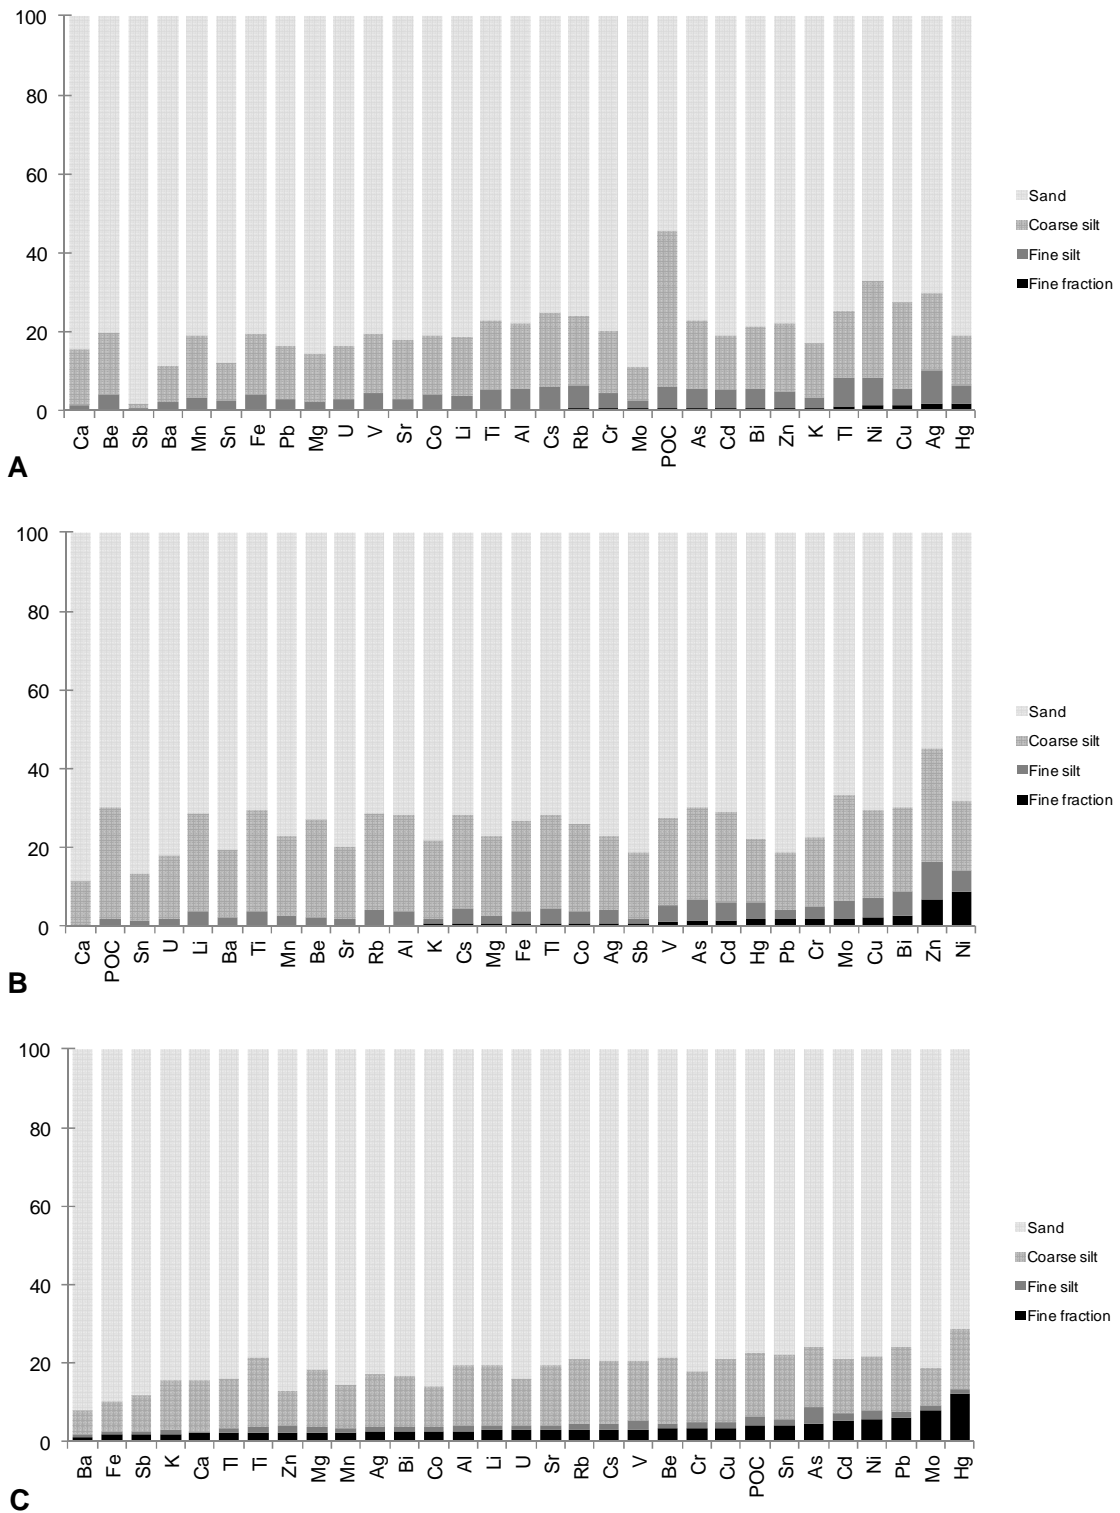 100
80
60
40
20
0
Sand
Coarse silt
Fine silt
Fine fraction
Ca Be Sb Ba Mn Sn Fe Pb Mg U V Sr Co Li Ti Al Cs Rb Cr Mo POC As Cd Bi Zn K Tl Ni Cu Ag Hg
A
100
80
60
40
20
0
Sand
Coarse silt
Fine silt
Fine fraction
Ca POC Sn U Li Ba Ti Mn Be Sr Rb Al K Cs Mg Fe Tl Co Ag Sb V As Cd Hg Pb Cr Mo Cu Bi Zn Ni
B
100
80
60
40
20
0
Sand
Coarse silt
Fine silt
Fine fraction
Ba Fe Sb K Ca Tl Ti Zn Mg Mn Ag Bi Co Al Li U Sr Rb Cs V Be Cr Cu POC Sn As Cd Ni Pb Mo Hg
C